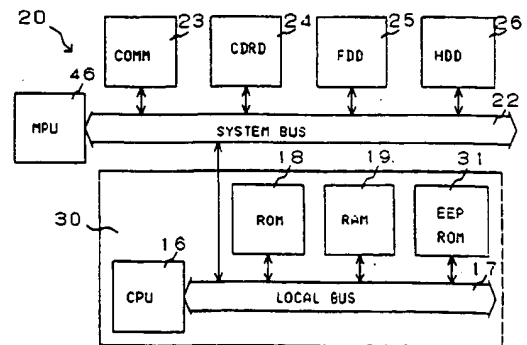 20
23
24
25
26
COMM
CDRD
FDD
HDD
46
MPU
22
SYSTEM BUS
18
19.
31
30
ROM
RAM
EEP
ROM
16
CPU
17
LOCAL BUS